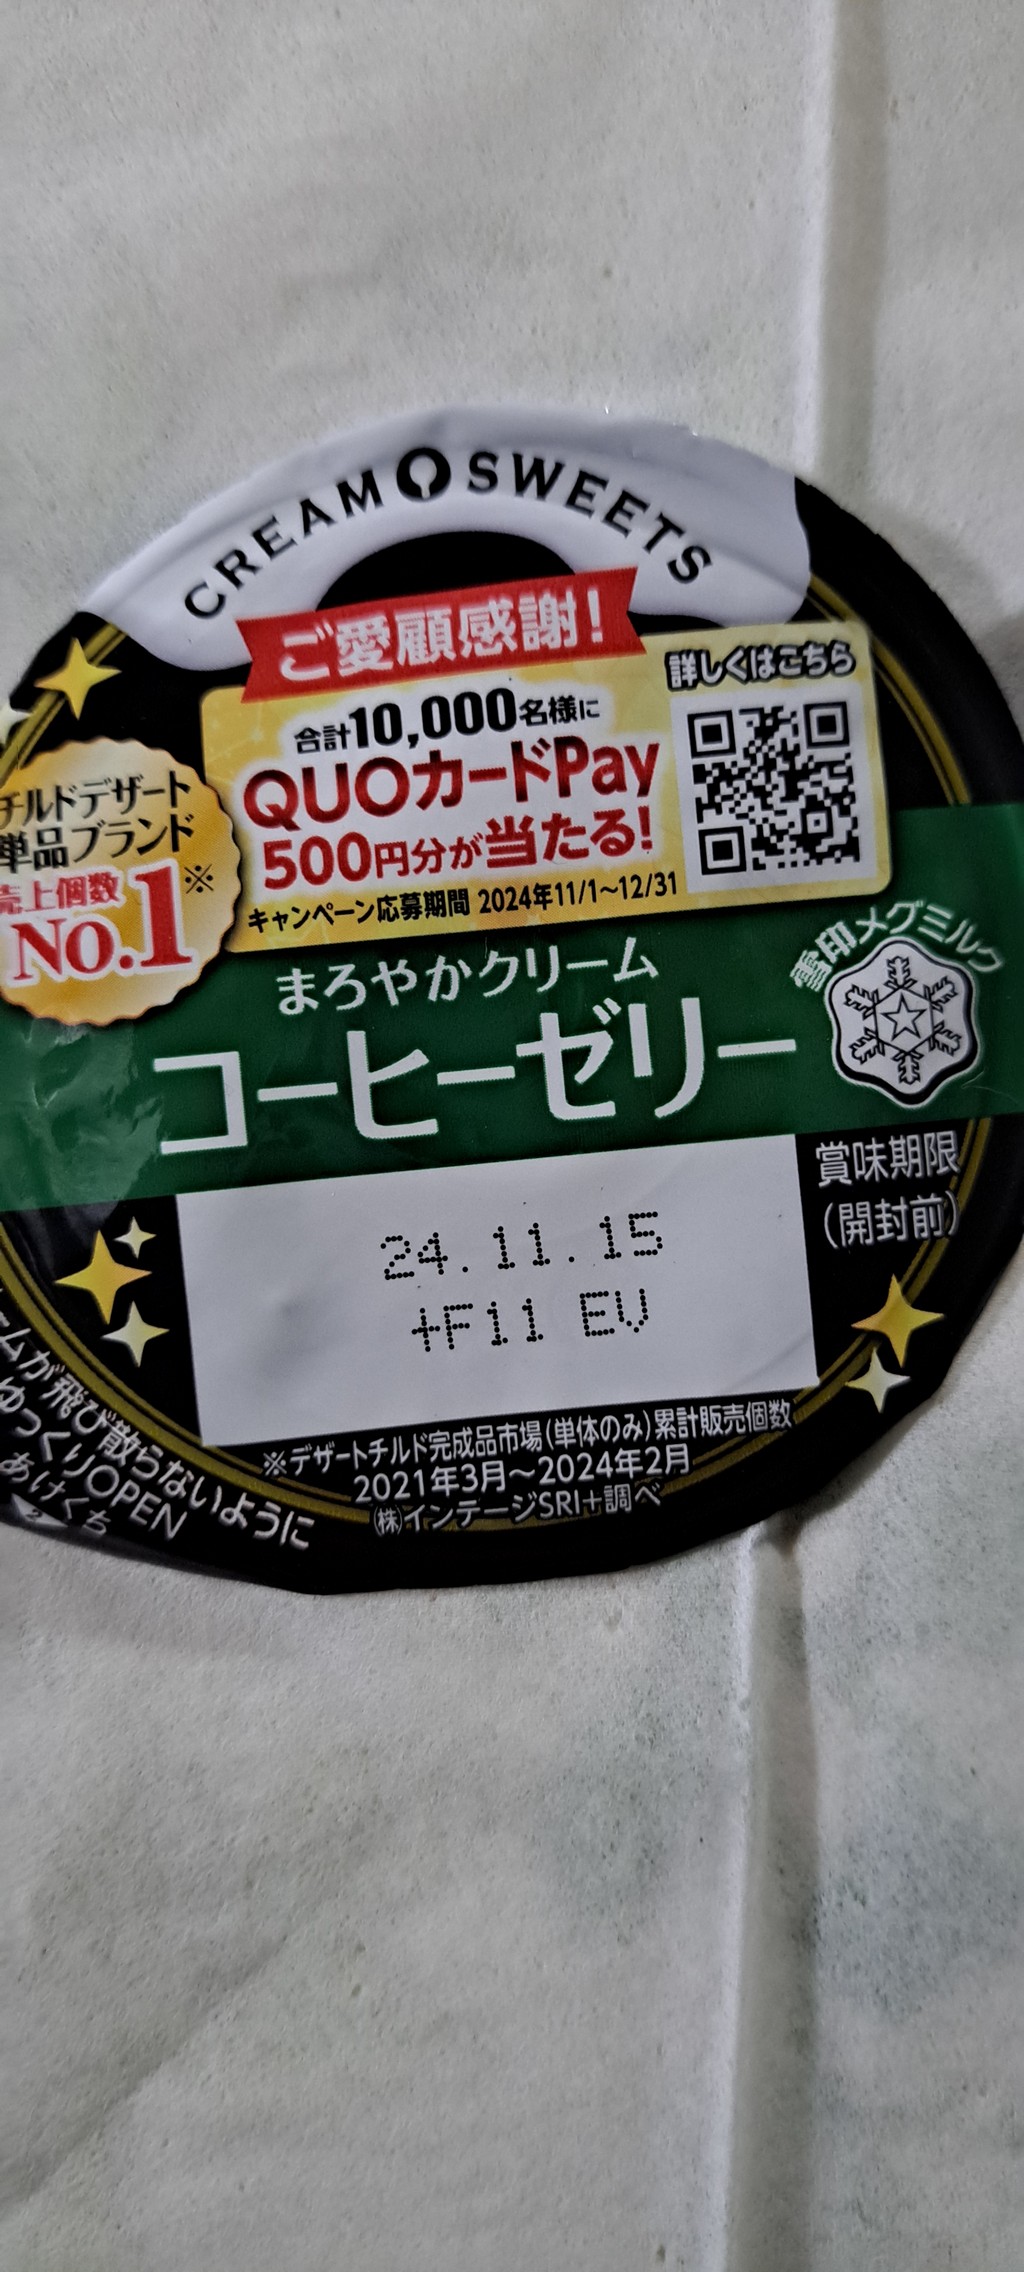 CREAM SWEETS
ご愛顧感謝!
合計10,000名様に
QUOカードPay
500円分が当たる!
キャンペーン応募期間 2024年11/1~12/31
詳しくはこちら
チルドデザート
単品ブランド
売上個数※
No.1
まろやかクリーム
コーヒーゼリー
雪印メグミルク
賞味期限
(開封前)
24.11.15
+F11 EV
※デザートチルド完成品市場(単体のみ)累計販売個数
2021年3月~2024年2月
㈱インテージSRI+調べ
ームが飛び散らないように
ゆっくりOPEN
あけくち
2